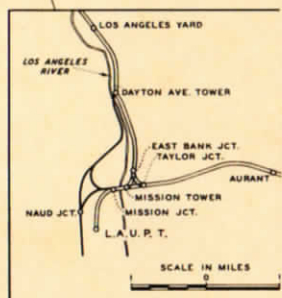 LOS ANGELES YARD
LOS ANGELES
RIVER
DAYTON AVE. TOWER
EAST BANK JCT.
TAYLOR JCT.
AURANT
MISSION TOWER
NAUD JCT.
MISSION JCT.
L.A.U.P.T.
SCALE IN MILES
0